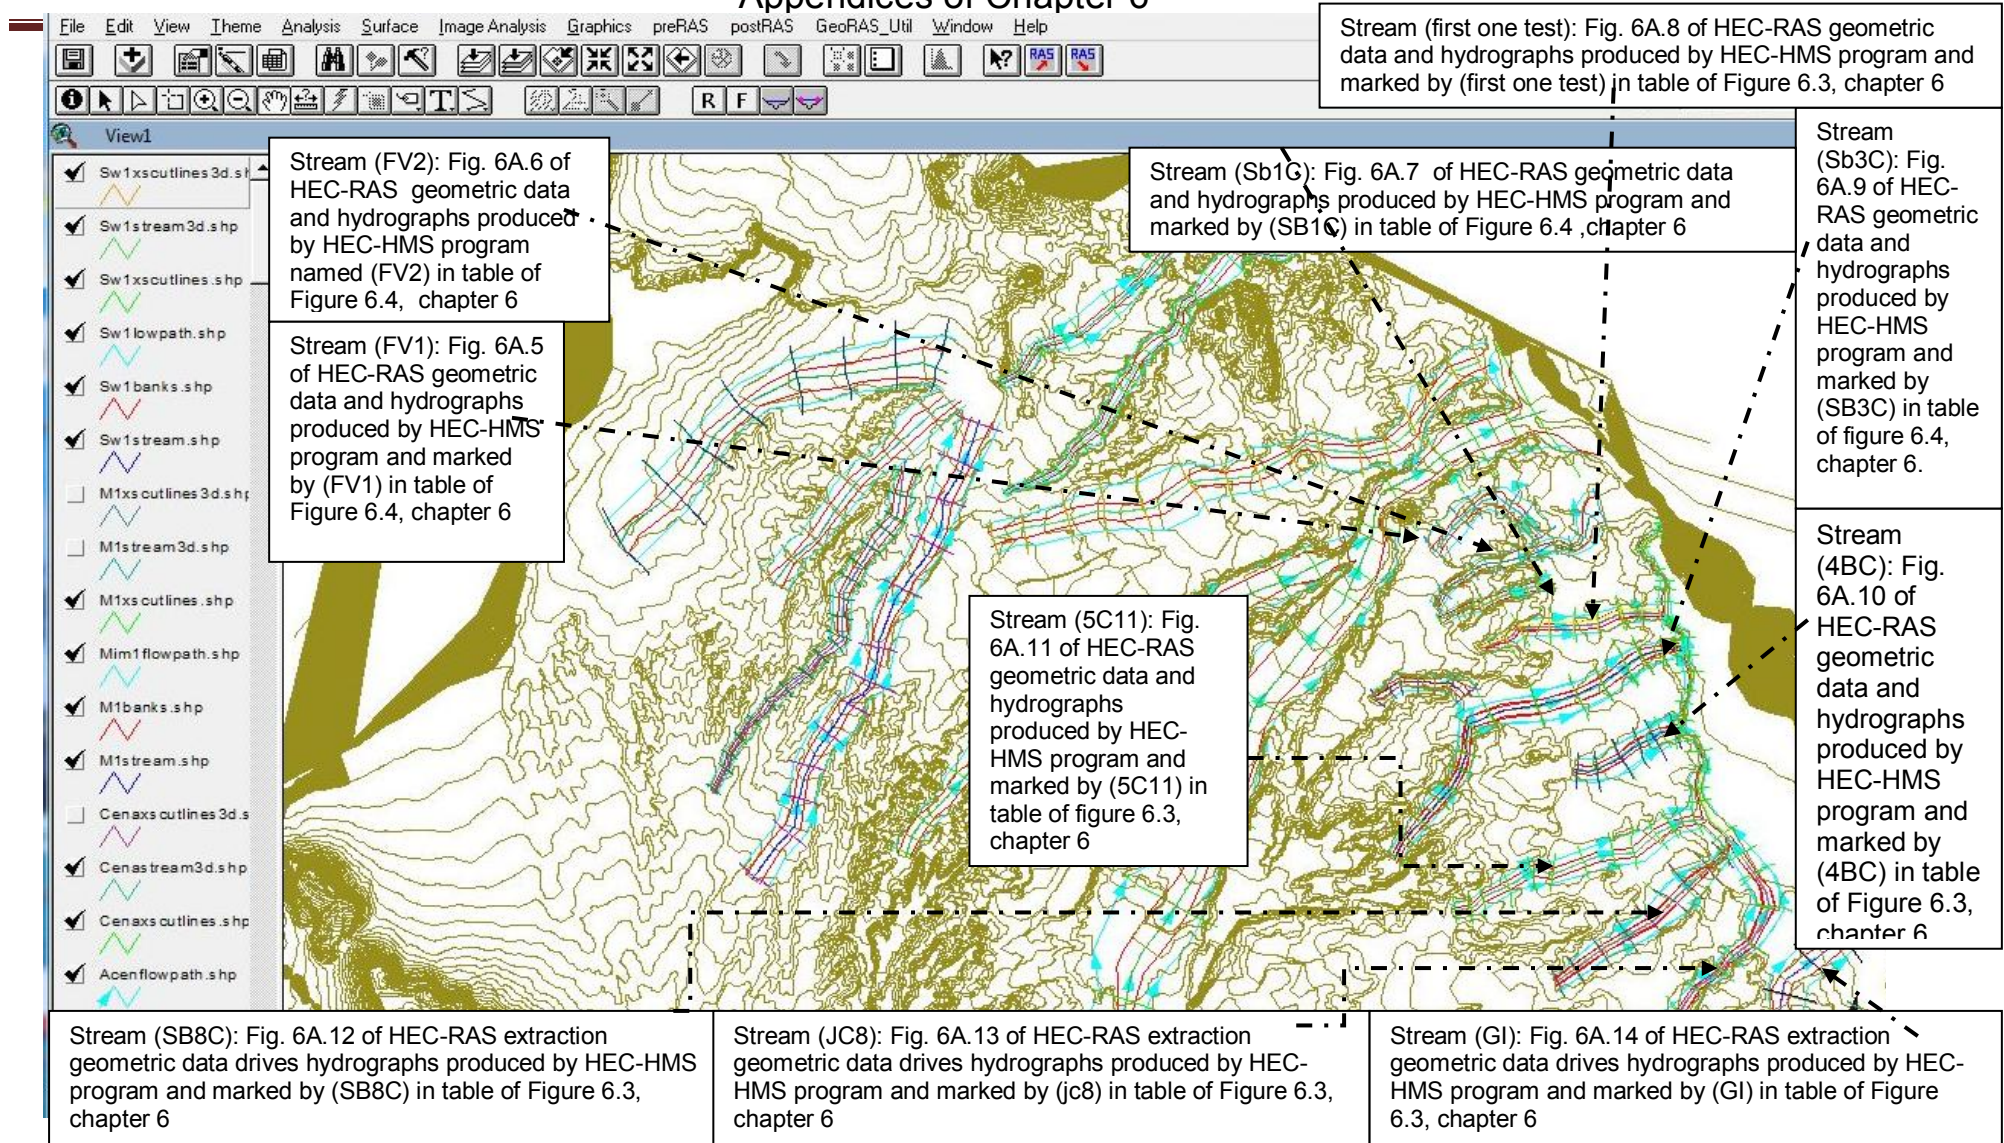 Appendices of Chapter 6
File Edit View Theme Analysis Surface Image Analysis Graphics preRAS postRAS GeoRAS_Util Window Help
RAS RAS
T R F
View1
Sw1xscutlines3d.sh
Sw1stream3d.shp
Sw1xscutlines.shp
Sw1lowpath.shp
Sw1banks.shp
Sw1stream.shp
M1xscutlines3d.shp
M1stream3d.shp
M1xscutlines.shp
Mim1flowpath.shp
M1banks.shp
M1stream.shp
Cenaxscutlines3d.s
Cenastream3d.shp
Cenaxscutlines.shp
Acenflowpath.shp
Stream (FV2): Fig. 6A.6 of
HEC-RAS geometric data
and hydrographs produced
by HEC-HMS program
named (FV2) in table of
Figure 6.4, chapter 6
Stream (FV1): Fig. 6A.5
of HEC-RAS geometric
data and hydrographs
produced by HEC-HMS
program and marked
by (FV1) in table of
Figure 6.4, chapter 6
Stream (first one test): Fig. 6A.8 of HEC-RAS geometric
data and hydrographs produced by HEC-HMS program and
marked by (first one test) in table of Figure 6.3, chapter 6
Stream (Sb1C): Fig. 6A.7 of HEC-RAS geometric data
and hydrographs produced by HEC-HMS program and
marked by (SB1C) in table of Figure 6.4 ,chapter 6
Stream
(Sb3C): Fig.
6A.9 of HEC-
RAS geometric
data and
hydrographs
produced by
HEC-HMS
program and
marked by
(SB3C) in table
of figure 6.4,
chapter 6.
Stream
(4BC): Fig.
6A.10 of
HEC-RAS
geometric
data and
hydrographs
produced by
HEC-HMS
program and
marked by
(4BC) in table
of Figure 6.3,
chapter 6
Stream (5C11): Fig.
6A.11 of HEC-RAS
geometric data and
hydrographs
produced by HEC-
HMS program and
marked by (5C11) in
table of figure 6.3,
chapter 6
Stream (SB8C): Fig. 6A.12 of HEC-RAS extraction
geometric data drives hydrographs produced by HEC-HMS
program and marked by (SB8C) in table of Figure 6.3,
chapter 6
Stream (JC8): Fig. 6A.13 of HEC-RAS extraction
geometric data drives hydrographs produced by HEC-
HMS program and marked by (jc8) in table of Figure 6.3,
chapter 6
Stream (GI): Fig. 6A.14 of HEC-RAS extraction
geometric data drives hydrographs produced by HEC-
HMS program and marked by (GI) in table of Figure
6.3, chapter 6